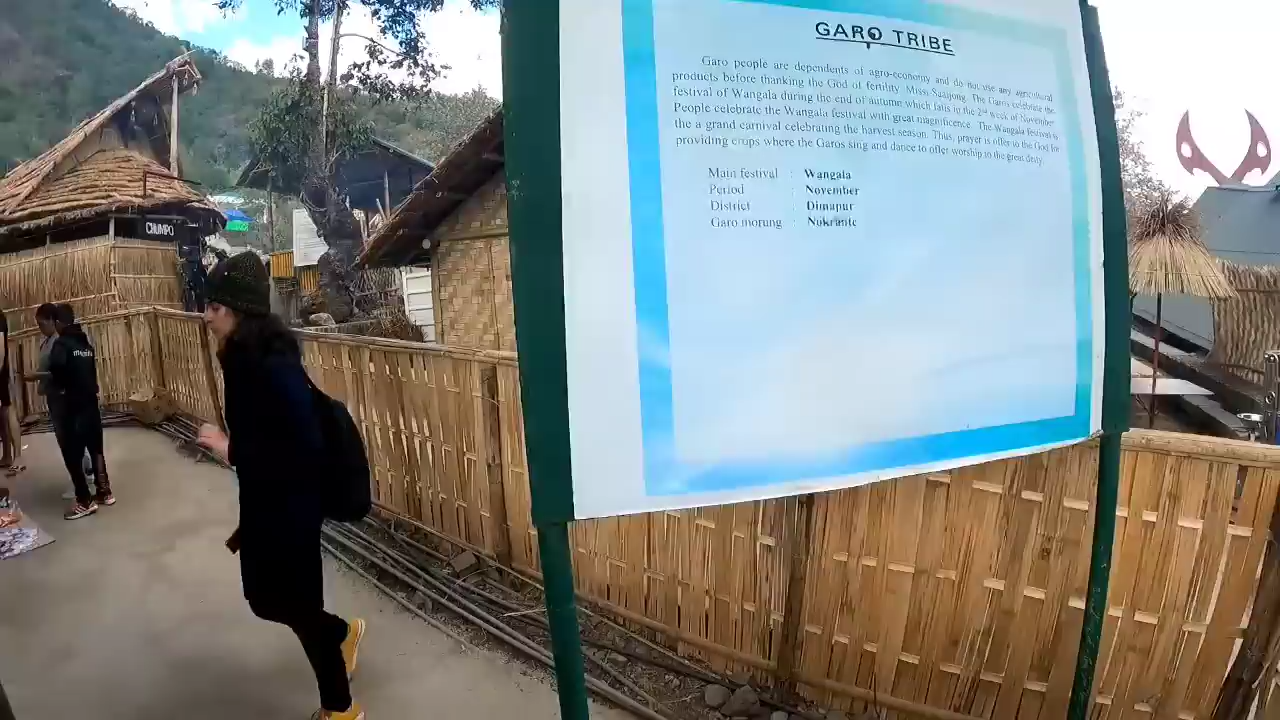 GARO TRIBE
Garo people are dependents of agro-economy and do not use any agricultural
products before thanking the God of fertility Missi Saaljong. The Garos celebrate the
festival of Wangala during the end of autumn which falls in the 2nd week of November.
People celebrate the Wangala festival with great magnificence. The Wangala festival is
the a grand carnival celebrating the harvest season. Thus, prayer is offer to the God for
providing crops where the Garos sing and dance to offer worship to the great deity.
Main festival : Wangala
Period : November
District : Dimapur
Garo morung : Nokrante
CHUMPO